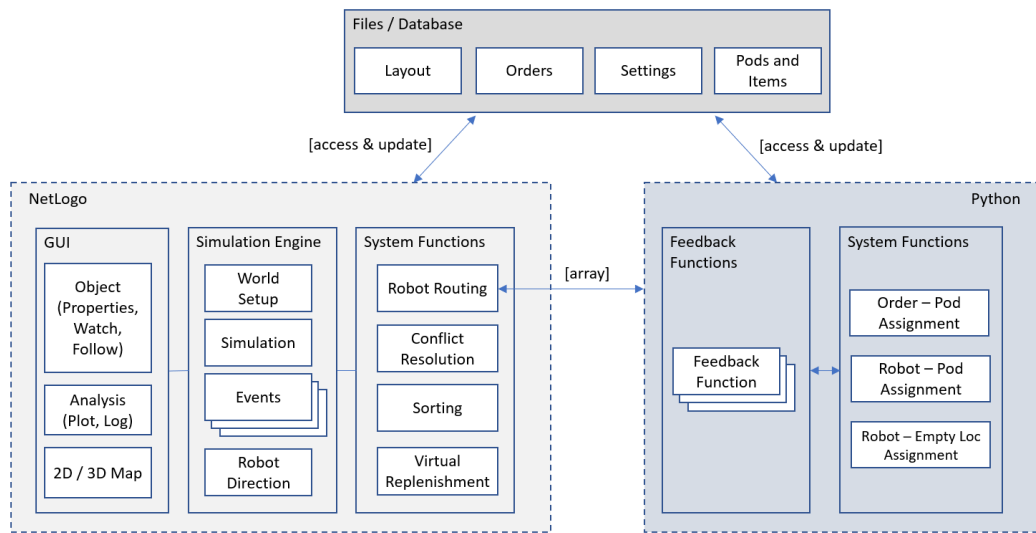 Files / Database
Layout
Orders
Settings
Pods and
Items
[access & update]
[access & update]
NetLogo
GUI
Object
(Properties,
Watch,
Follow)
Analysis
(Plot, Log)
2D / 3D Map
Simulation Engine
World
Setup
Simulation
Events
Robot
Direction
System Functions
Robot Routing
Conflict
Resolution
Sorting
Virtual
Replenishment
[array]
Python
Feedback
Functions
Feedback
Function
System Functions
Order – Pod
Assignment
Robot – Pod
Assignment
Robot – Empty Loc
Assignment